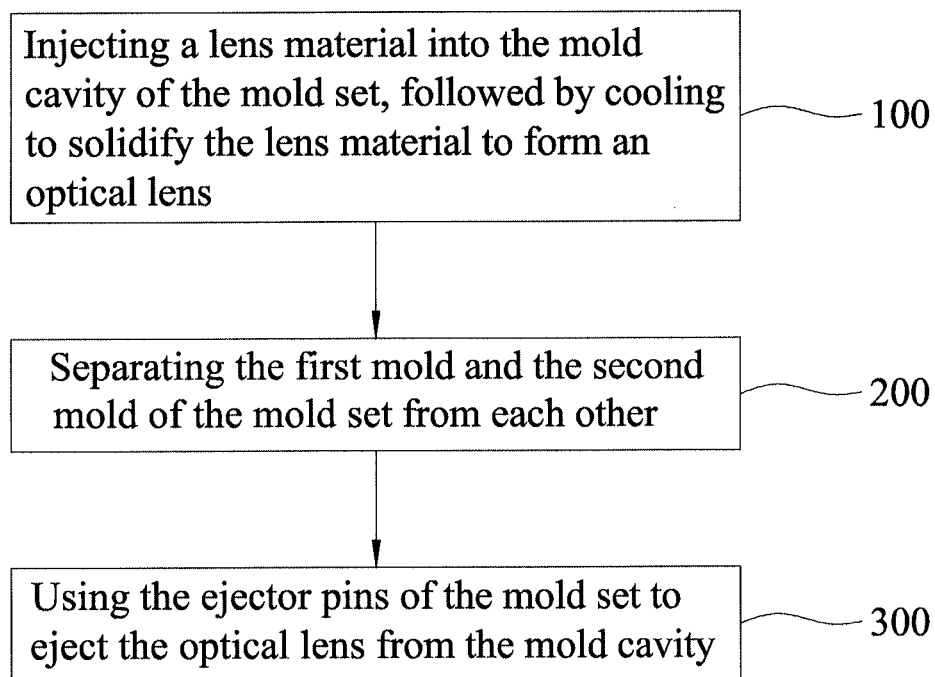 Injecting a lens material into the mold
cavity of the mold set, followed by cooling
to solidify the lens material to form an
optical lens
100
Separating the first mold and the second
mold of the mold set from each other
200
Using the ejector pins of the mold set to
eject the optical lens from the mold cavity
300